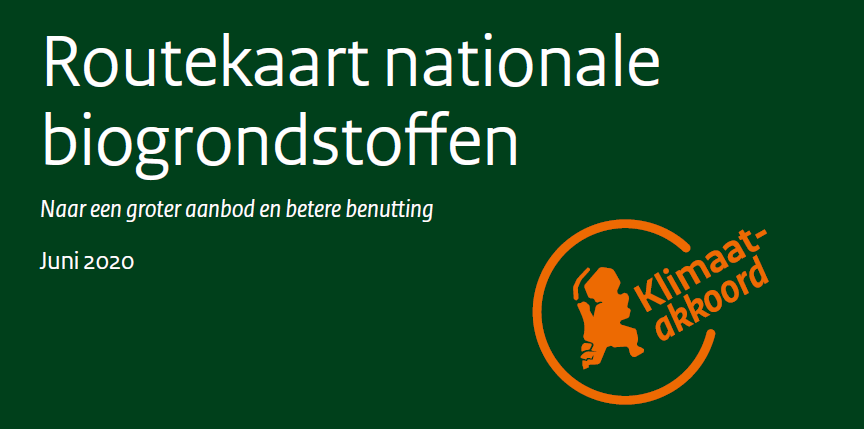 Routekaart nationale
biogrondstoffen
Naar een groter aanbod en betere benutting
Juni 2020
Klimaat-
akkoord